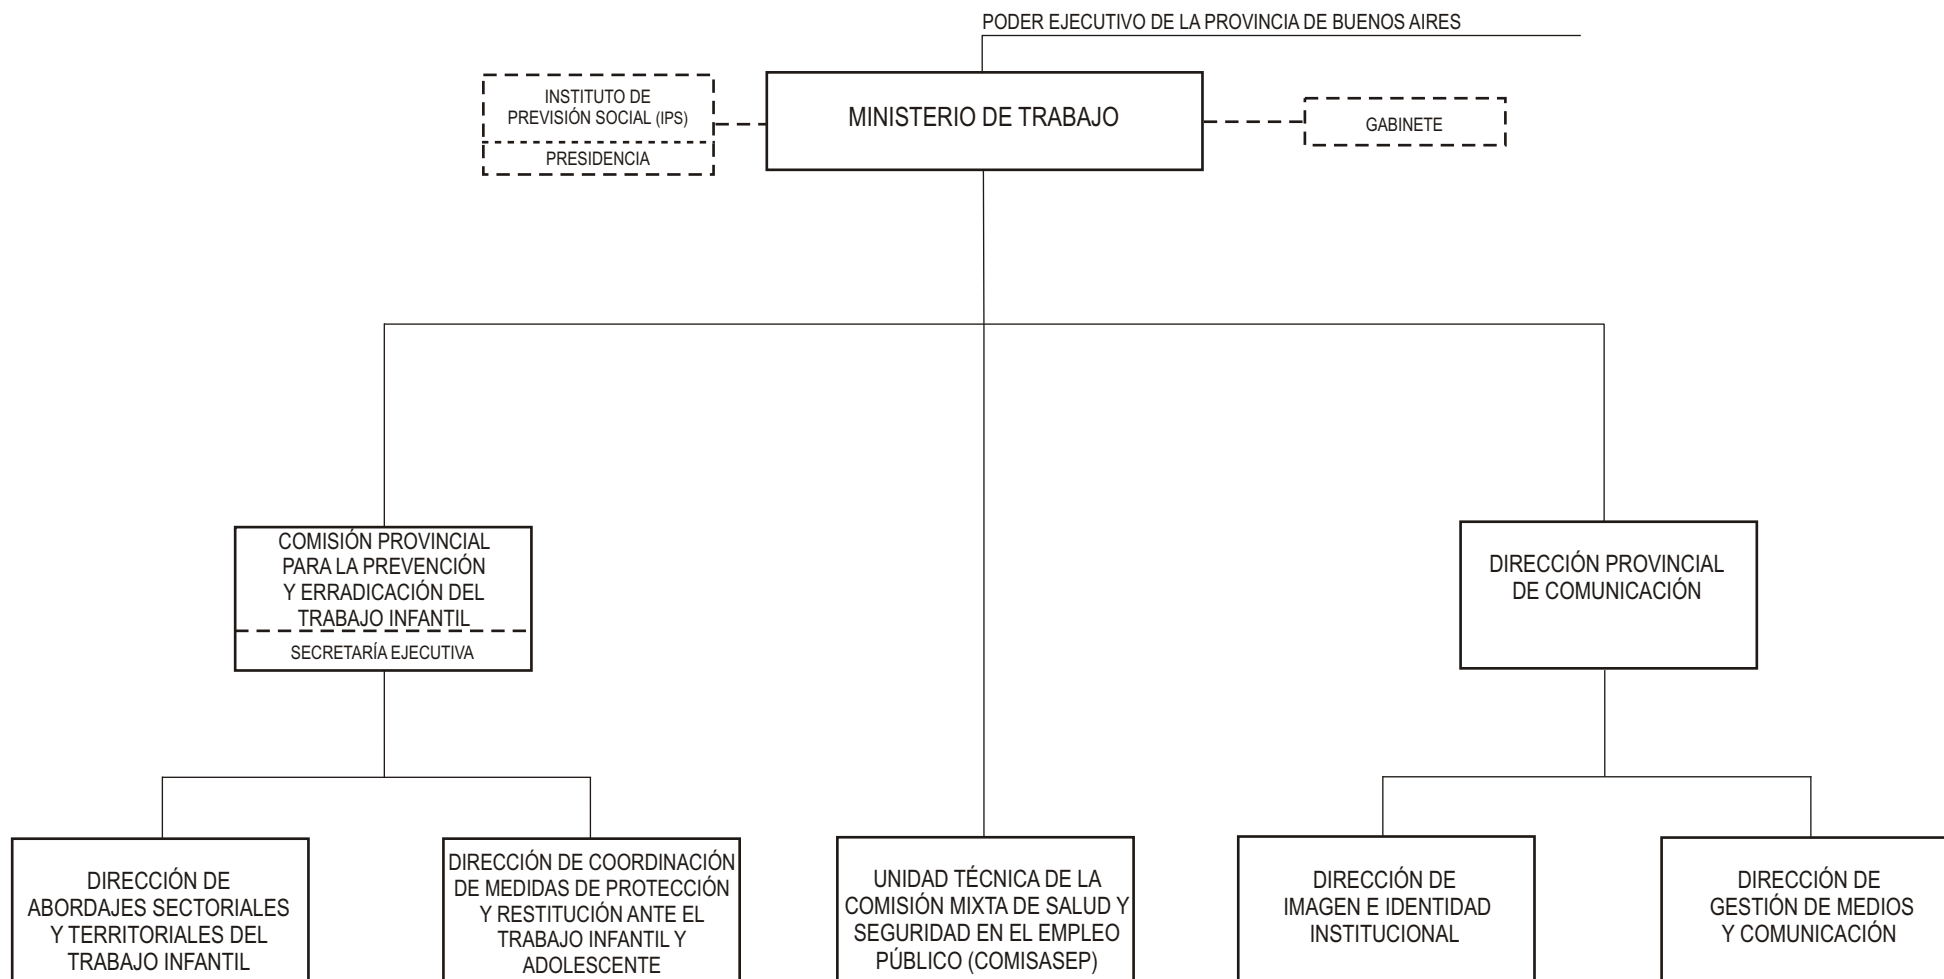 PODER EJECUTIVO DE LA PROVINCIA DE BUENOS AIRES
INSTITUTO DE
PREVISIÓN SOCIAL (IPS)
PRESIDENCIA
MINISTERIO DE TRABAJO
GABINETE
COMISIÓN PROVINCIAL
PARA LA PREVENCIÓN
Y ERRADICACIÓN DEL
TRABAJO INFANTIL
SECRETARÍA EJECUTIVA
DIRECCIÓN PROVINCIAL
DE COMUNICACIÓN
DIRECCIÓN DE
ABORDAJES SECTORIALES
Y TERRITORIALES DEL
TRABAJO INFANTIL
DIRECCIÓN DE COORDINACIÓN
DE MEDIDAS DE PROTECCIÓN
Y RESTITUCIÓN ANTE EL
TRABAJO INFANTIL Y
ADOLESCENTE
UNIDAD TÉCNICA DE LA
COMISIÓN MIXTA DE SALUD Y
SEGURIDAD EN EL EMPLEO
PÚBLICO (COMISASEP)
DIRECCIÓN DE
IMAGEN E IDENTIDAD
INSTITUCIONAL
DIRECCIÓN DE
GESTIÓN DE MEDIOS
Y COMUNICACIÓN